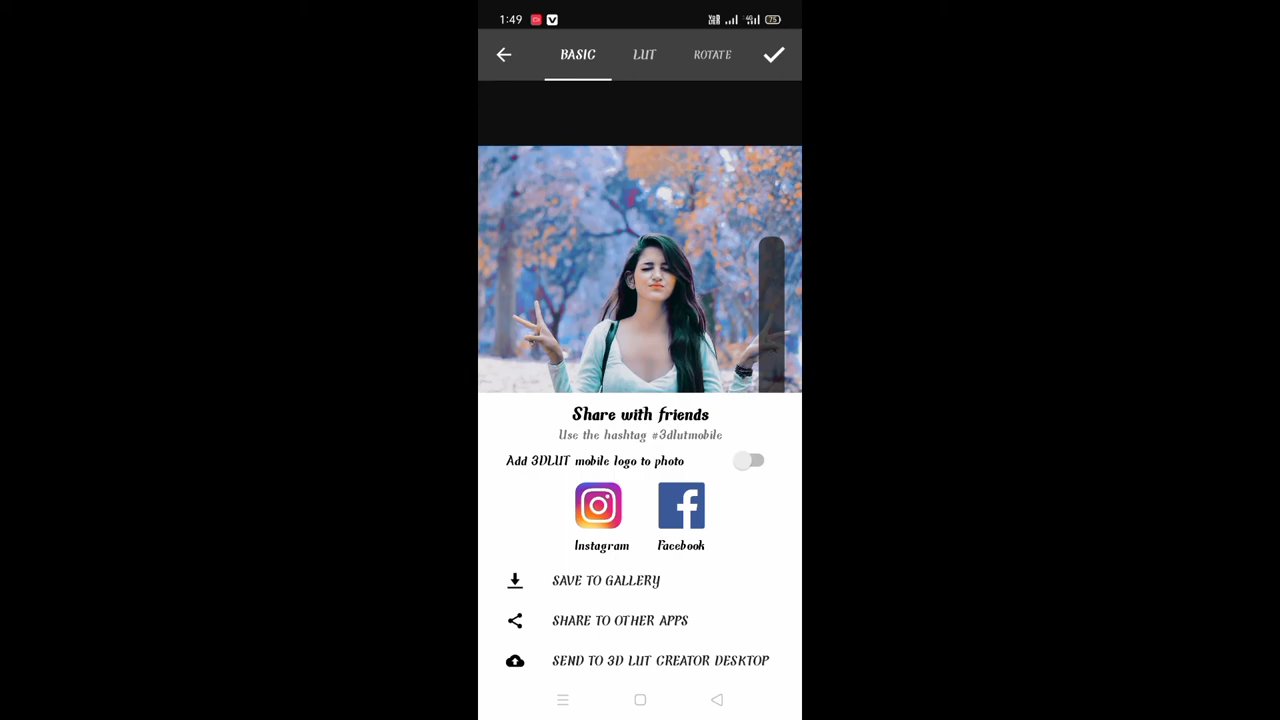 1:49
75
BASIC LUT ROTATE
Share with friends
Use the hashtag #3dlutmobile
Add 3DLUT mobile logo to photo
Instagram Facebook
SAVE TO GALLERY
SHARE TO OTHER APPS
SEND TO 3D LUT CREATOR DESKTOP